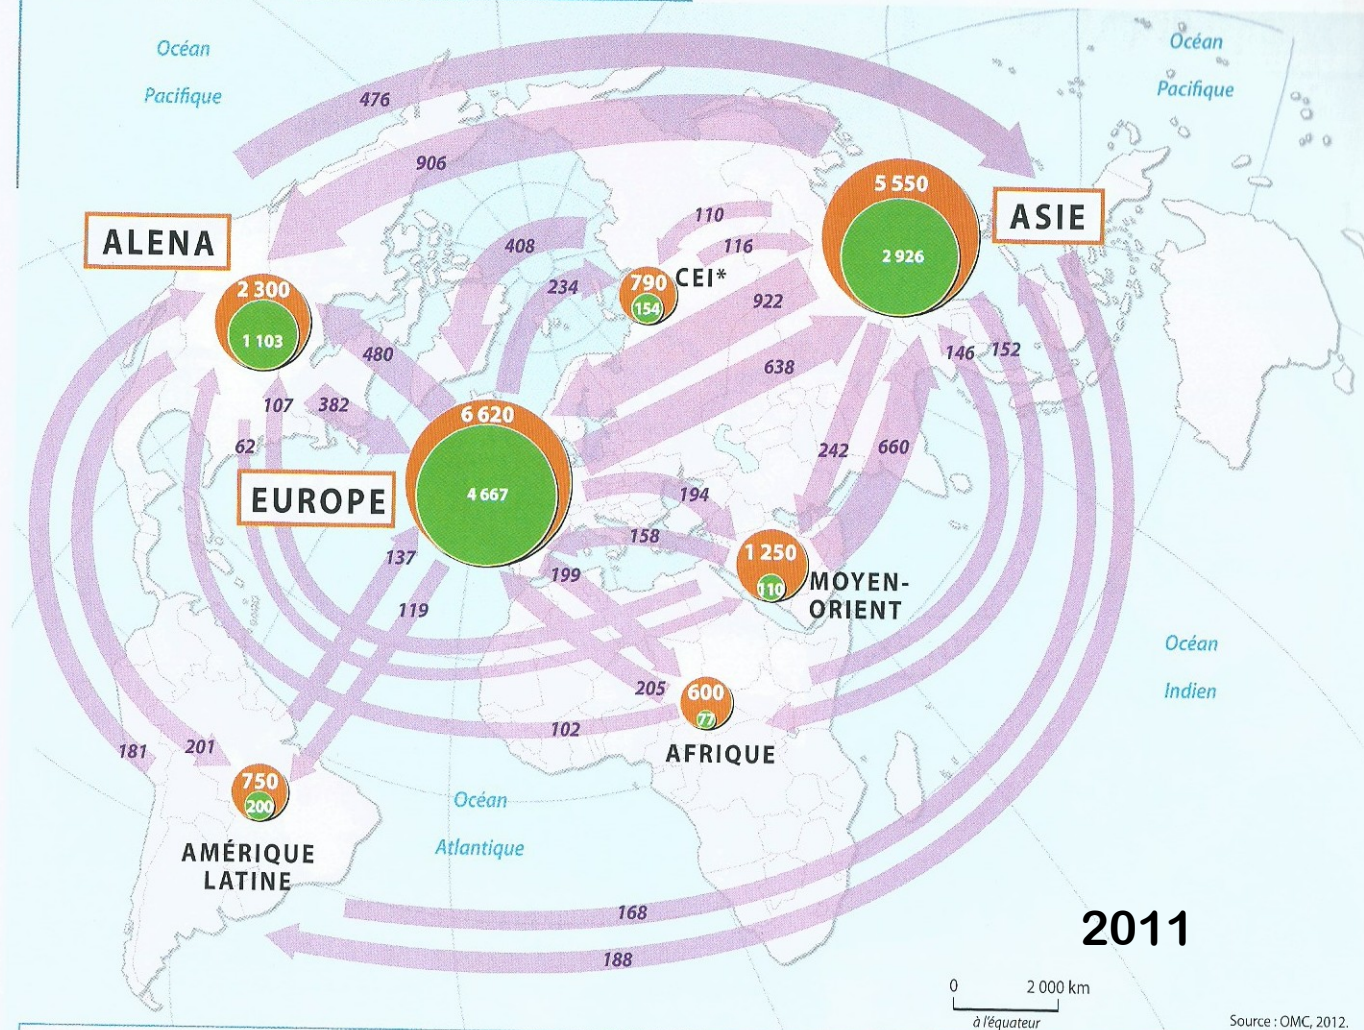 Océan
Pacifique
Océan
Pacifique
476
906
5 550
2 926
ASIE
ALENA
110
116
408
234
CEI*
790
154
922
2 300
1 103
480
638
146
152
107
382
62
6 620
4 667
EUROPE
242
660
194
158
137
199
119
1 250
110
MOYEN-
ORIENT
Océan
Indien
205
600
77
102
AFRIQUE
181
201
750
200
AMÉRIQUE
LATINE
Océan
Atlantique
168
188
2011
0 2 000 km
à l'équateur
Source : OMC, 2012.